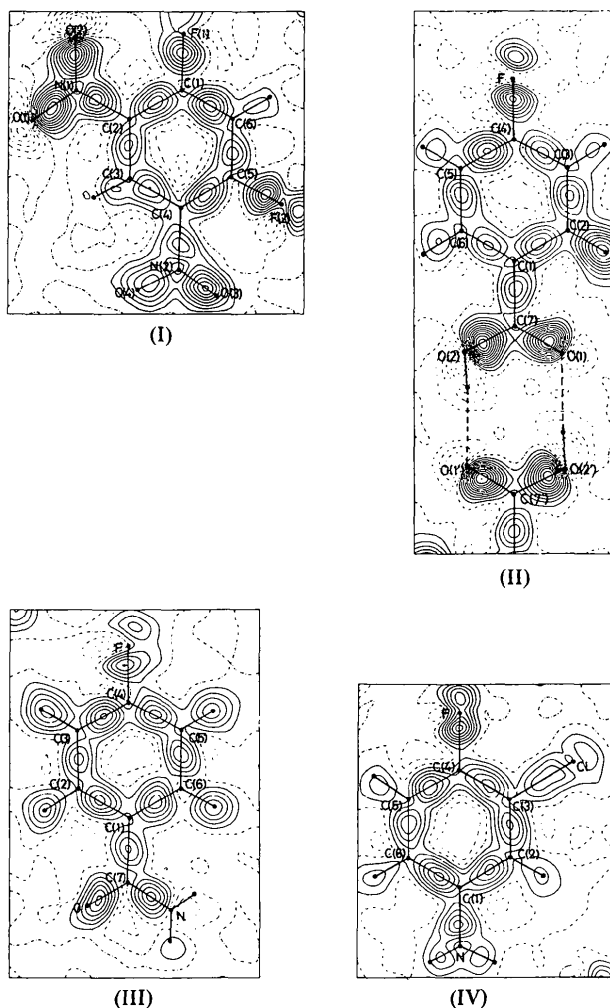 O(2)
F(1)
N(1)
O(1)
C(1)
C(2)
C(6)
C(3)
C(5)
C(4)
F(2)
N(2)
O(4)
O(3)
(I)
F
C(4)
C(5)
C(3)
C(6)
C(2)
C(1)
C(7)
O(2)
O(1)
O(1')
O(2')
C(7')
(II)
F
C(4)
C(3)
C(5)
C(2)
C(6)
C(1)
C(7)
O
N
(III)
F
Cl
C(4)
C(5)
C(3)
C(6)
C(2)
C(1)
N
(IV)